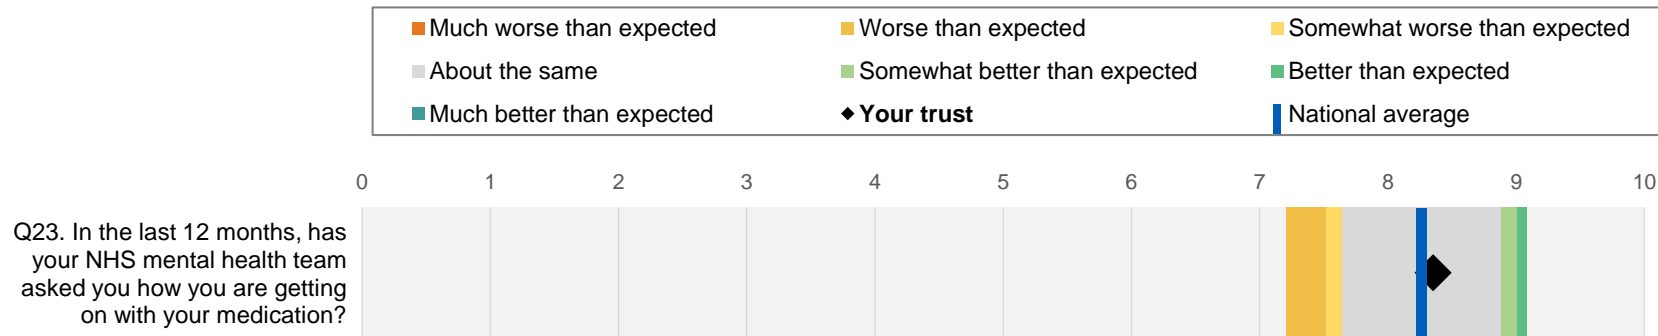 Much worse than expected
Worse than expected
Somewhat worse than expected
About the same
Somewhat better than expected
Better than expected
Much better than expected
Your trust
National average
0 1 2 3 4 5 6 7 8 9 10
Q23. In the last 12 months, has
your NHS mental health team
asked you how you are getting
on with your medication?